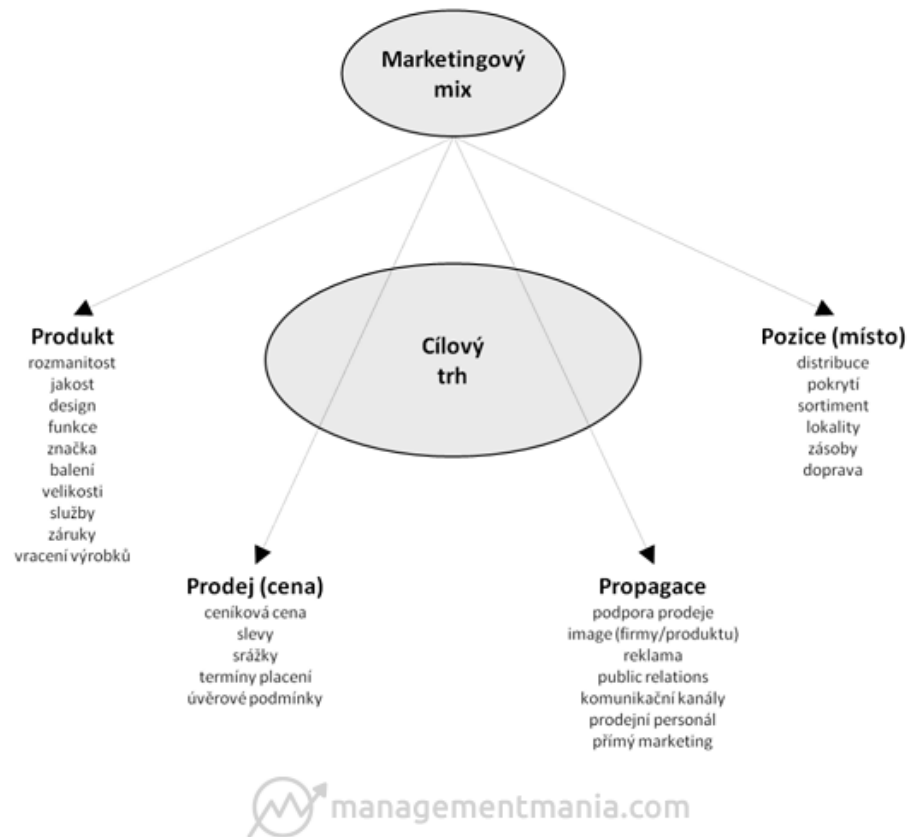 Marketingový
mix
Cílový
trh
Produkt
rozmanitost
jakost
design
funkce
značka
balení
velikosti
služby
záruky
vracení výrobků
Prodej (cena)
ceníková cena
slevy
srážky
termíny placení
úvěrové podmínky
Propagace
podpora prodeje
image (firmy/produktu)
reklama
public relations
komunikační kanály
prodejní personál
přímý marketing
Pozice (místo)
distribuce
pokrytí
sortiment
lokality
zásoby
doprava
managementmania.com